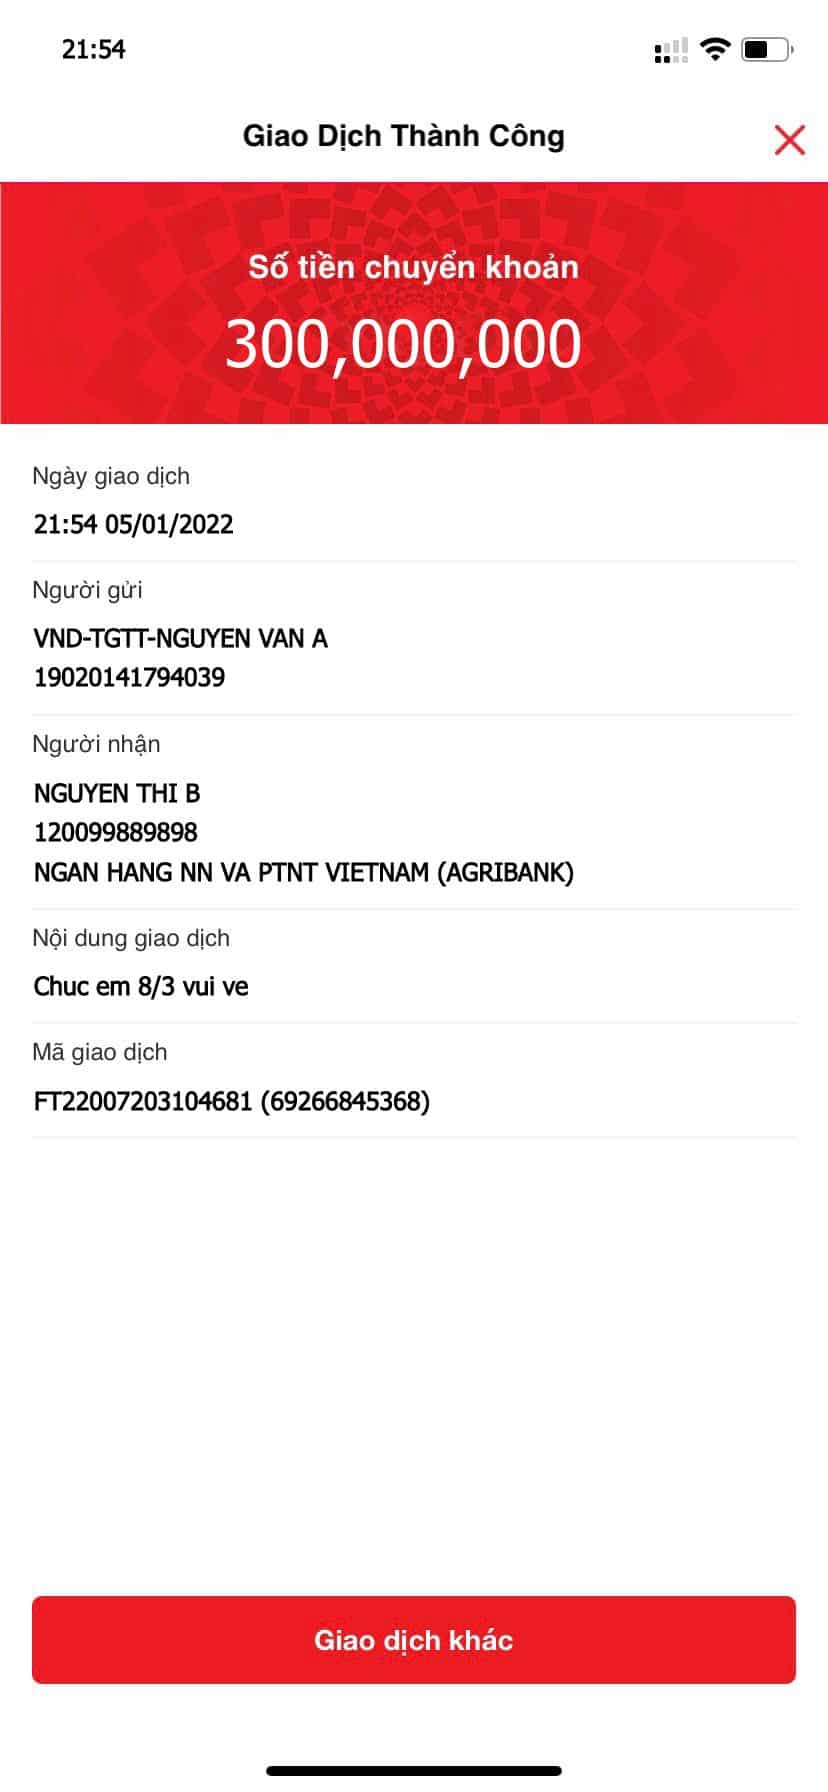 21:54
Giao Dịch Thành Công
Số tiền chuyển khoản
300,000,000
Ngày giao dịch
21:54 05/01/2022
Người gửi
VND-TGTT-NGUYEN VAN A
19020141794039
Người nhận
NGUYEN THI B
120099889898
NGAN HANG NN VA PTNT VIETNAM (AGRIBANK)
Nội dung giao dịch
Chuc em 8/3 vui ve
Mã giao dịch
FT22007203104681 (69266845368)
Giao dịch khác